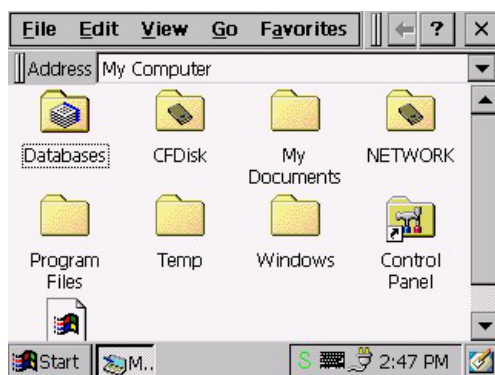 File Edit View Go Favorites ? ×
Address My Computer
Databases CFDisk My Documents NETWORK
Program Files Temp Windows Control Panel
Start M.. S 2:47 PM